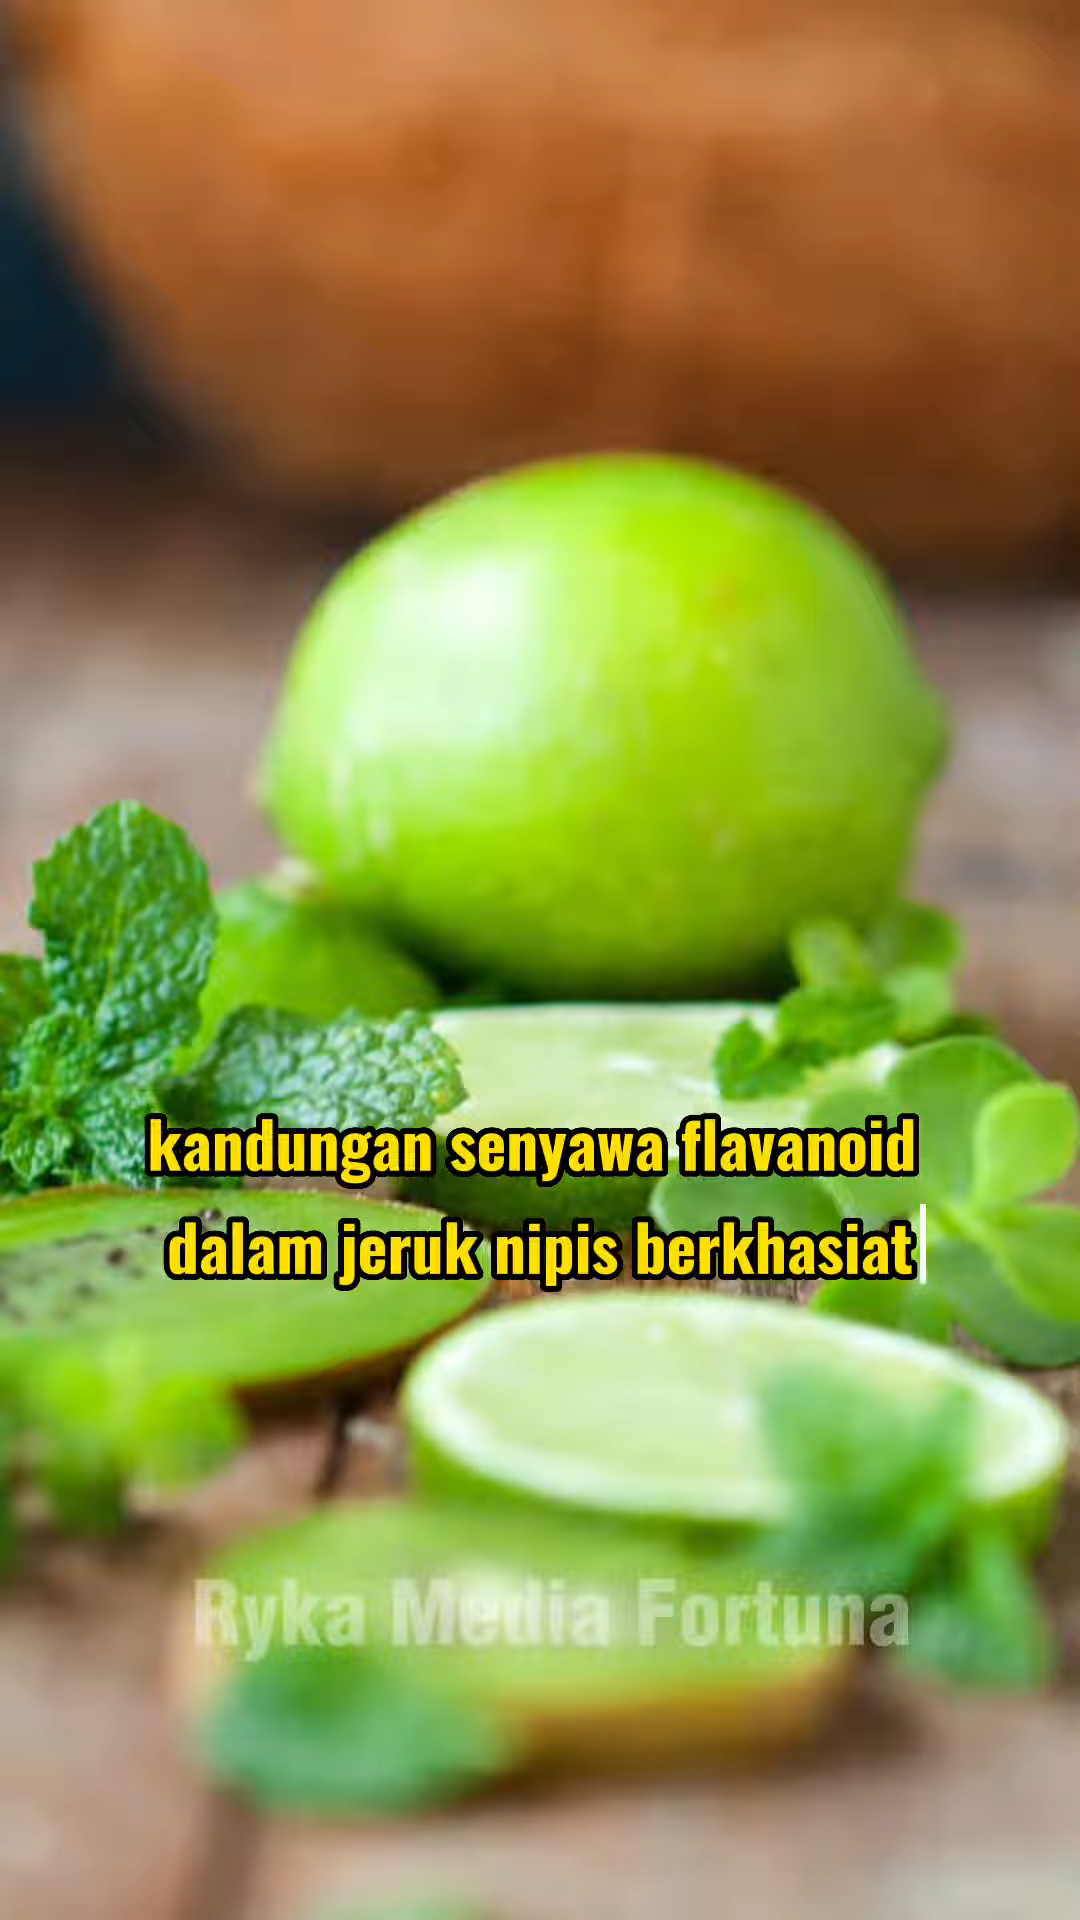 kandungan senyawa flavanoid
dalam jeruk nipis berkhasiat
Ryka Media Fortuna